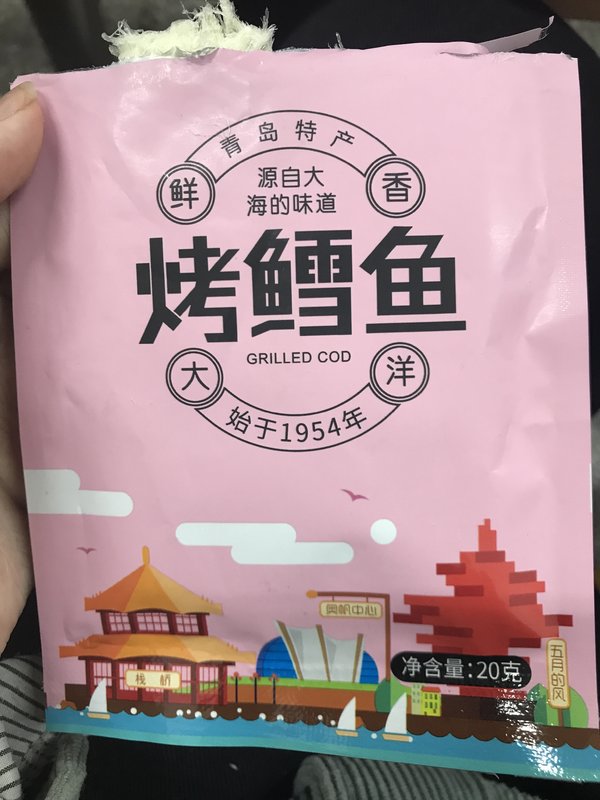 青岛特产
鲜
源自大
海的味道
香
烤鳕鱼
GRILLED COD
大
洋
始于1954年
奥帆中心
五月的风
净含量:20克
栈桥